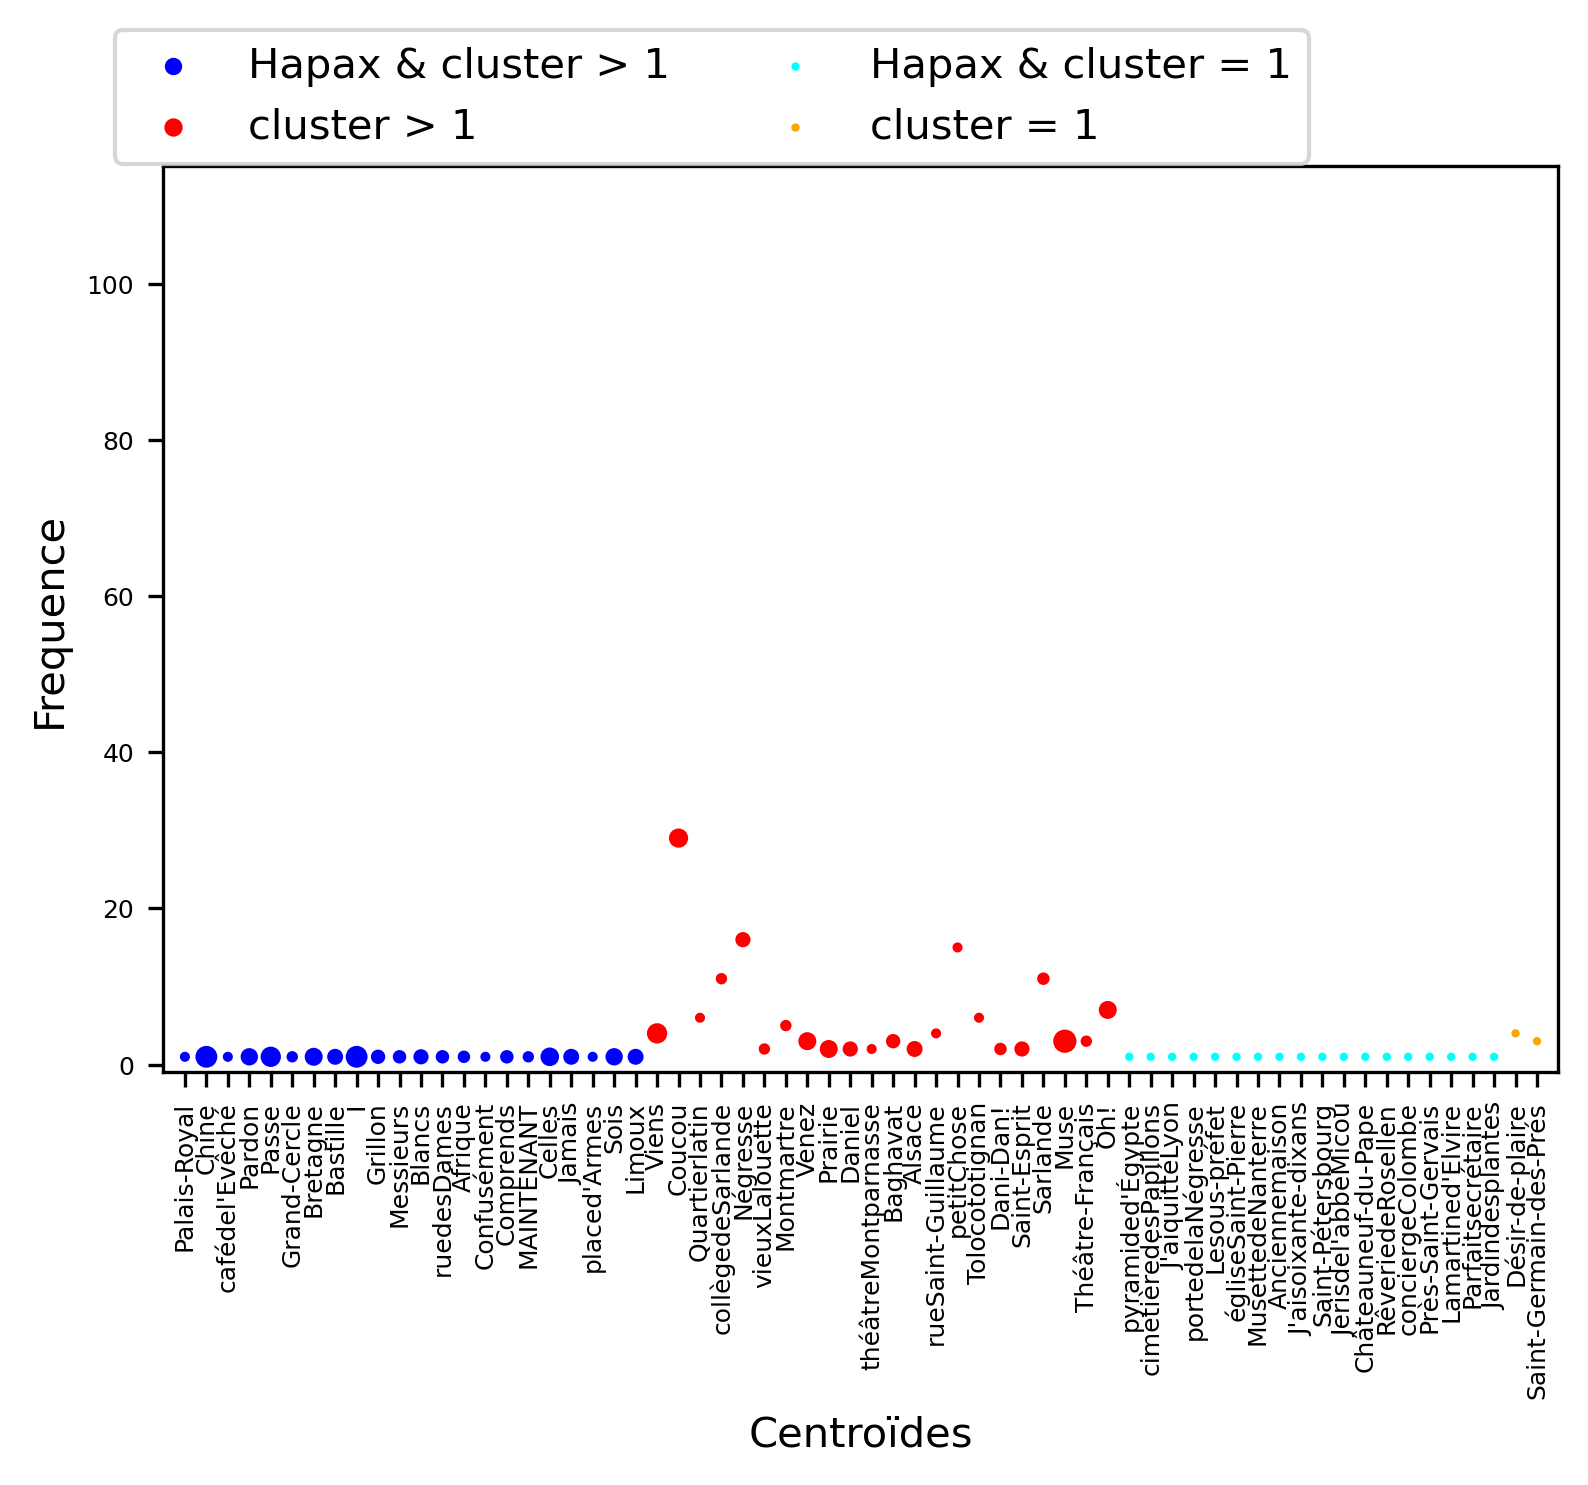 Hapax & cluster > 1
Hapax & cluster = 1
cluster > 1
cluster = 1
100
80
60
40
20
0
Frequence
Palais-Royal
Chine
cafédel'Evêché
Pardon
Passe
Grand-Cercle
Bretagne
Bastille
I
Grillon
Messieurs
Blancs
ruedesDames
Afrique
Confusément
Comprends
MAINTENANT
Celles
Jamais
placed'Armes
Sois
Limoux
Viens
Coucou
Quartierlatin
collègedeSarlande
Négresse
vieuxLalouette
Montmartre
Venez
Prairie
Daniel
théâtreMontparnasse
Baghavat
Alsace
rueSaint-Guillaume
petitChose
Tolocototignan
Dani-Dan!
Saint-Esprit
Sarlande
Muse
Théâtre-Français
Oh!
pyramided'Égypte
cimetièredesPapillons
J'aiquittéLyon
portedelaNégresse
Lesous-préfet
égliseSaint-Pierre
MusettedeNanterre
Anciennemaison
J'aisoixante-dixans
Saint-Pétersbourg
Jerisdel'abbéMicou
Châteauneuf-du-Pape
RêveriedeRosellen
conciergeColombe
Près-Saint-Gervais
Lamartined'Elvire
Parfaitsecrétaire
Jardindesplantes
Désir-de-plaire
Saint-Germain-des-Prés
Centroïdes